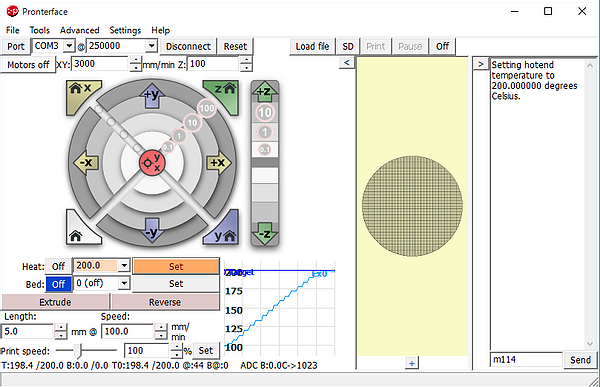 Pronterface
File Tools Advanced Settings Help
Port COM3 @ 250000 Disconnect Reset Load file SD Print Pause Off
Motors off XY: 3000 mm/min Z: 100
< >
x +y z +z
100
10
1
0.1
10
1
0.1
-x y x +x
-y y -z
Setting hotend
temperature to
200.000000 degrees
Celsius.
Heat: Off 200.0 Set
Bed: Off 0 (off) Set
Extrude Reverse
Length: Speed:
5.0 mm @ 100.0 mm/
min
Print speed: 100 % Set
Target Ex0
175
150
125
100
+
m114 Send
T:198.4 /200.0 B:0.0 /0.0 T0:198.4 /200.0 @:44 B@:0 ADC B:0.0C->1023